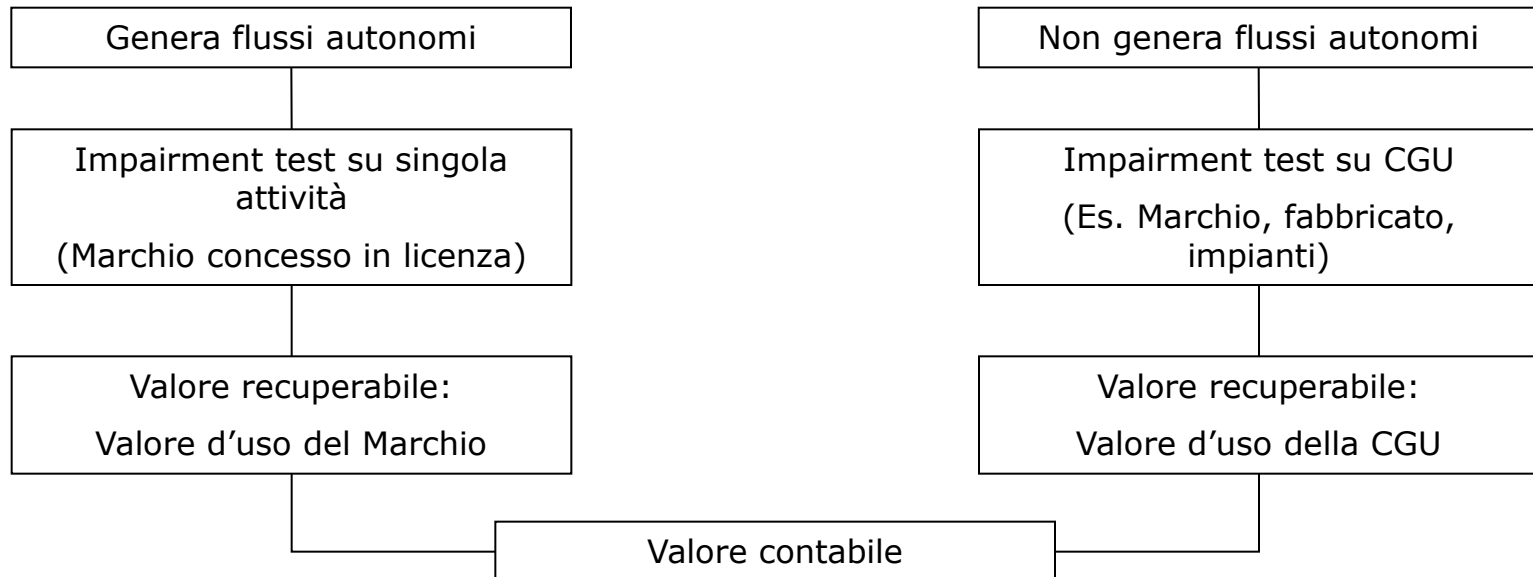 Genera flussi autonomi
Non genera flussi autonomi
Impairment test su singola
attività
(Marchio concesso in licenza)
Impairment test su CGU
(Es. Marchio, fabbricato,
impianti)
Valore recuperabile:
Valore d’uso del Marchio
Valore recuperabile:
Valore d’uso della CGU
Valore contabile